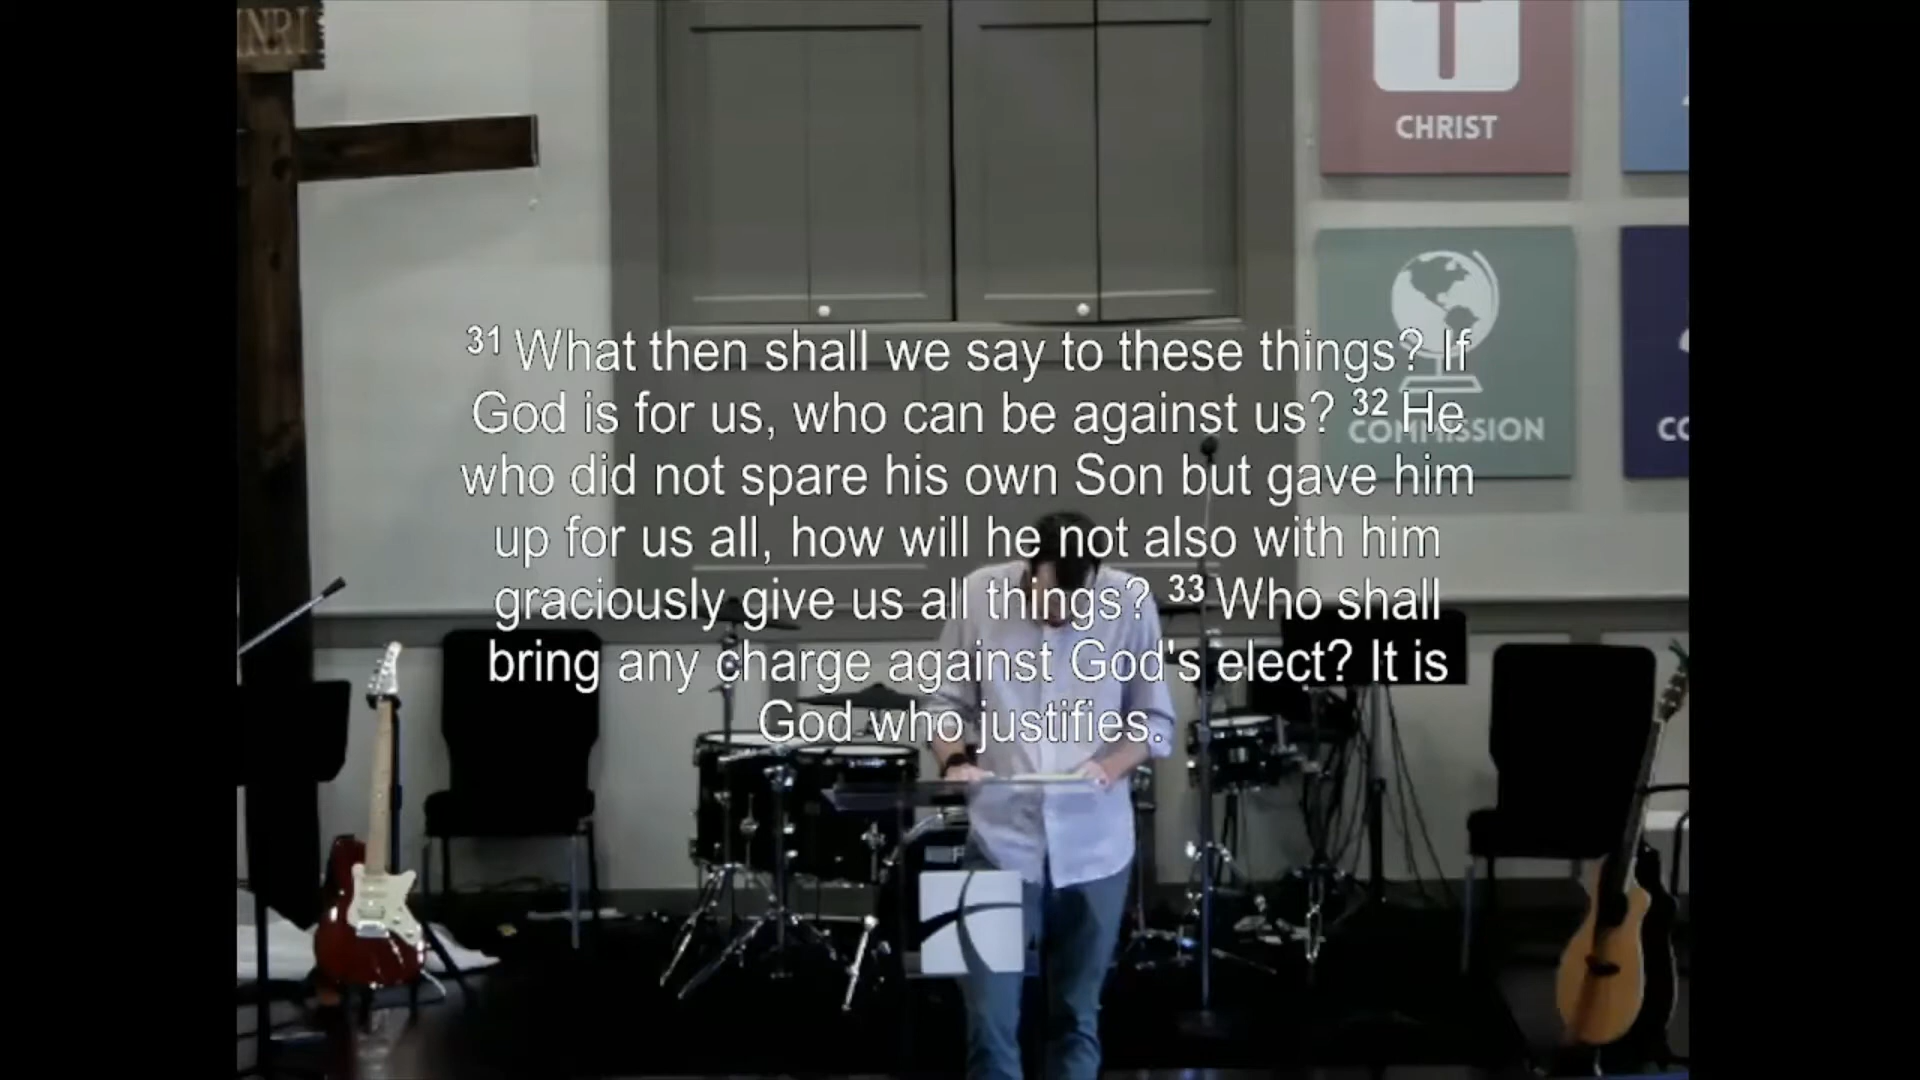 INRI
CHRIST
COMMISSION
31 What then shall we say to these things? If
God is for us, who can be against us? 32 He
who did not spare his own Son but gave him
up for us all, how will he not also with him
graciously give us all things? 33 Who shall
bring any charge against God's elect? It is
God who justifies.